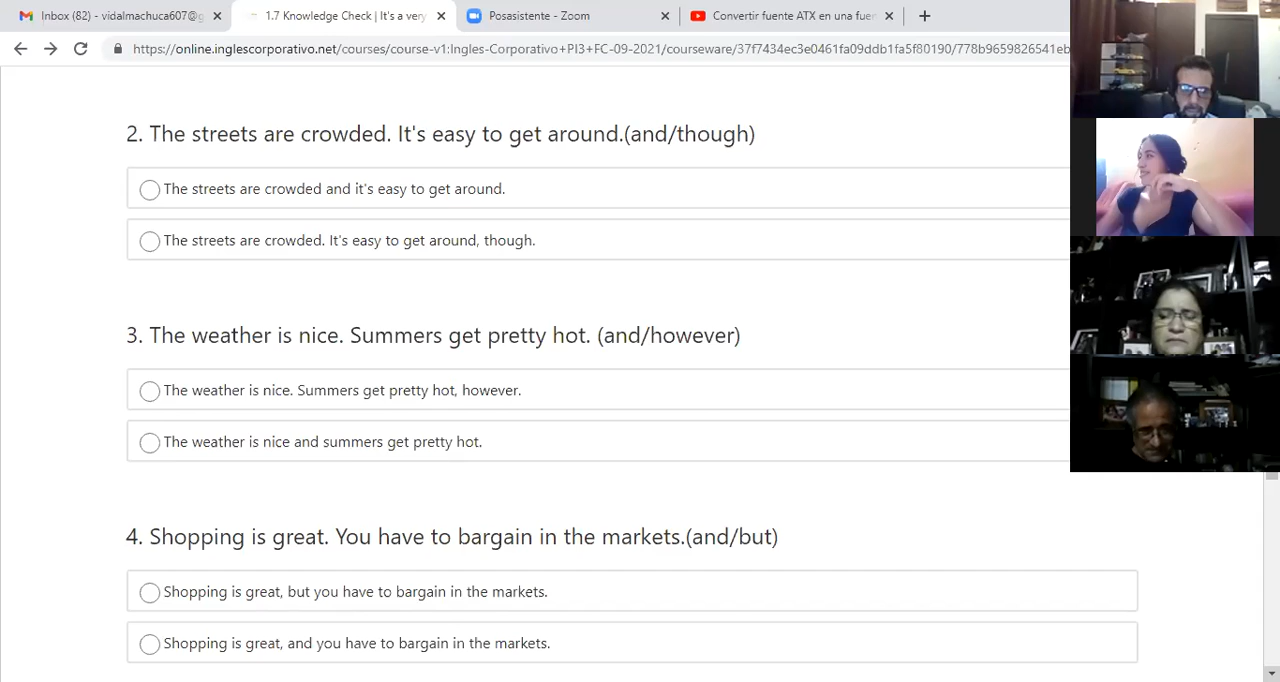 Inbox (82) - vidalmachuca607@g
1.7 Knowledge Check | It's a very
Posasistente - Zoom
Convertir fuente ATX en una fuer
https://online.inglescorporativo.net/courses/course-v1:Ingles-Corporativo+PI3+FC-09-2021/courseware/37f7434ec3e0461fa09ddb1fa5f80190/778b9659826541eb
2. The streets are crowded. It's easy to get around.(and/though)
The streets are crowded and it's easy to get around.
The streets are crowded. It's easy to get around, though.
3. The weather is nice. Summers get pretty hot. (and/however)
The weather is nice. Summers get pretty hot, however.
The weather is nice and summers get pretty hot.
4. Shopping is great. You have to bargain in the markets.(and/but)
Shopping is great, but you have to bargain in the markets.
Shopping is great, and you have to bargain in the markets.